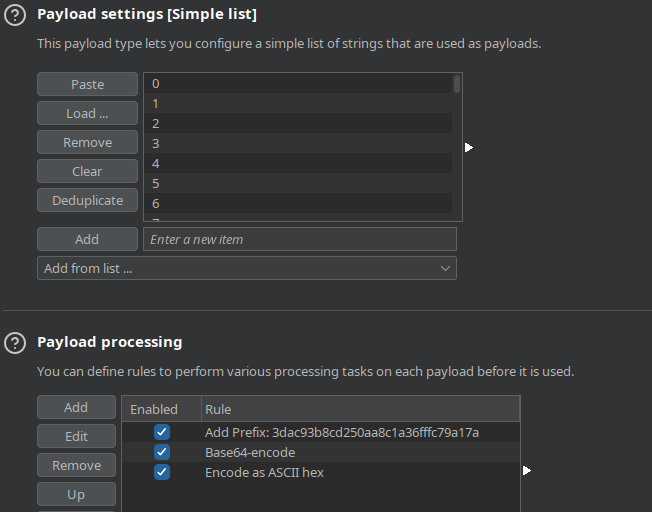 Payload settings [Simple list]
This payload type lets you configure a simple list of strings that are used as payloads.
Paste
Load ...
Remove
Clear
Deduplicate
0
1
2
3
4
5
6
Add
Enter a new item
Add from list ...
Payload processing
You can define rules to perform various processing tasks on each payload before it is used.
Add
Edit
Remove
Up
Enabled Rule
Add Prefix: 3dac93b8cd250aa8c1a36fffc79a17a
Base64-encode
Encode as ASCII hex